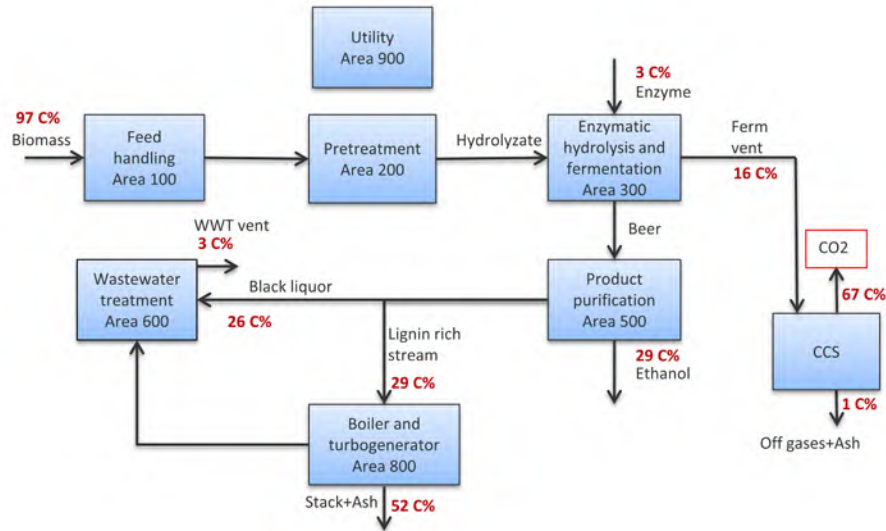 Utility
Area 900
3 C%
Enzyme
97 C%
Biomass
Feed
handling
Area 100
Pretreatment
Area 200
Hydrolyzate
Enzymatic
hydrolysis and
fermentation
Area 300
Ferm
vent
16 C%
WWT vent
3 C%
Beer
CO2
67 C%
Wastewater
treatment
Area 600
Black liquor
26 C%
Product
purification
Area 500
Lignin rich
stream
29 C%
29 C%
Ethanol
CCS
1 C%
Off gases+Ash
Boiler and
turbogenerator
Area 800
Stack+Ash
52 C%